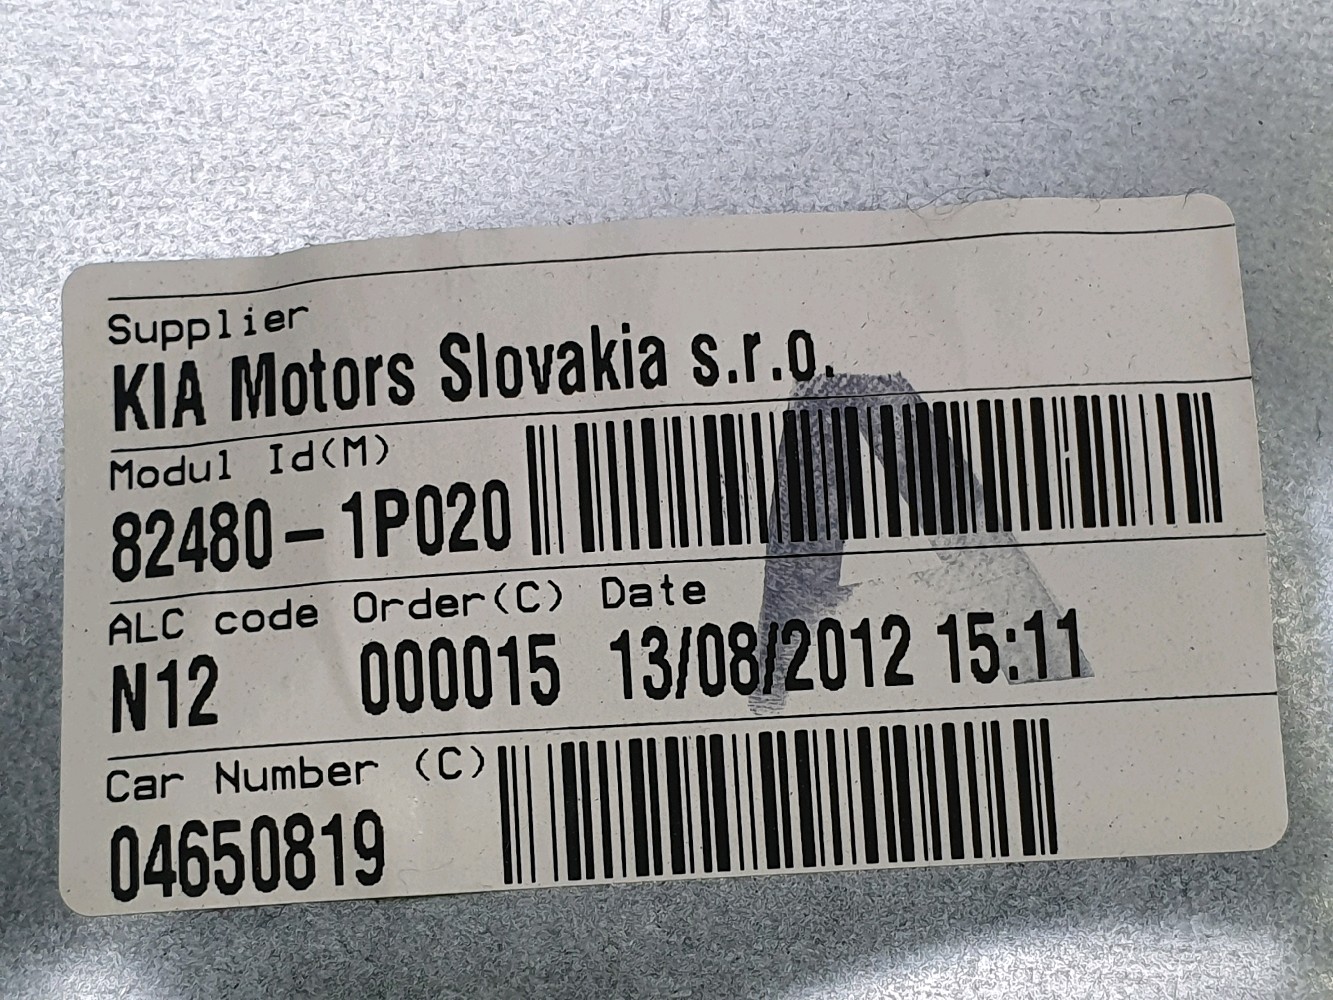 Supplier
KIA Motors Slovakia s.r.o.
Modul Id(M)
82480-1P020
ALC code Order(C) Date
N12 000015 13/08/2012 15:11
Car Number (C)
04650819